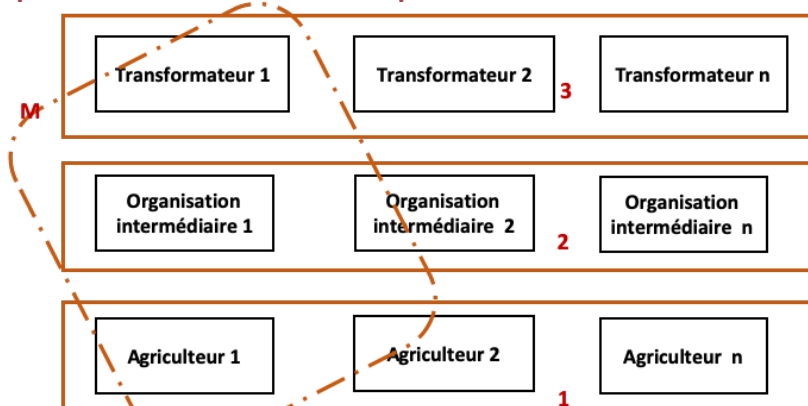 Transformateur 1 Transformateur 2 3 Transformateur n
M
Organisation
intermédiaire 1
Organisation
intermédiaire 2
2
Organisation
intermédiaire n
Agriculteur 1 Agriculteur 2 Agriculteur n
1